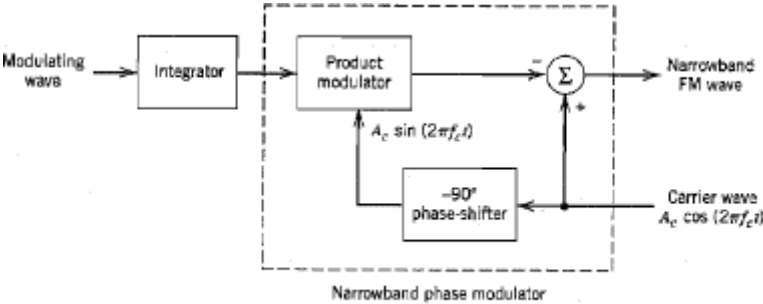 Modulating
wave
Integrator
Product
modulator
−
Σ
+
Narrowband
FM wave
A_c sin (2πf_c t)
−90°
phase-shifter
Carrier wave
A_c cos (2πf_c t)
Narrowband phase modulator